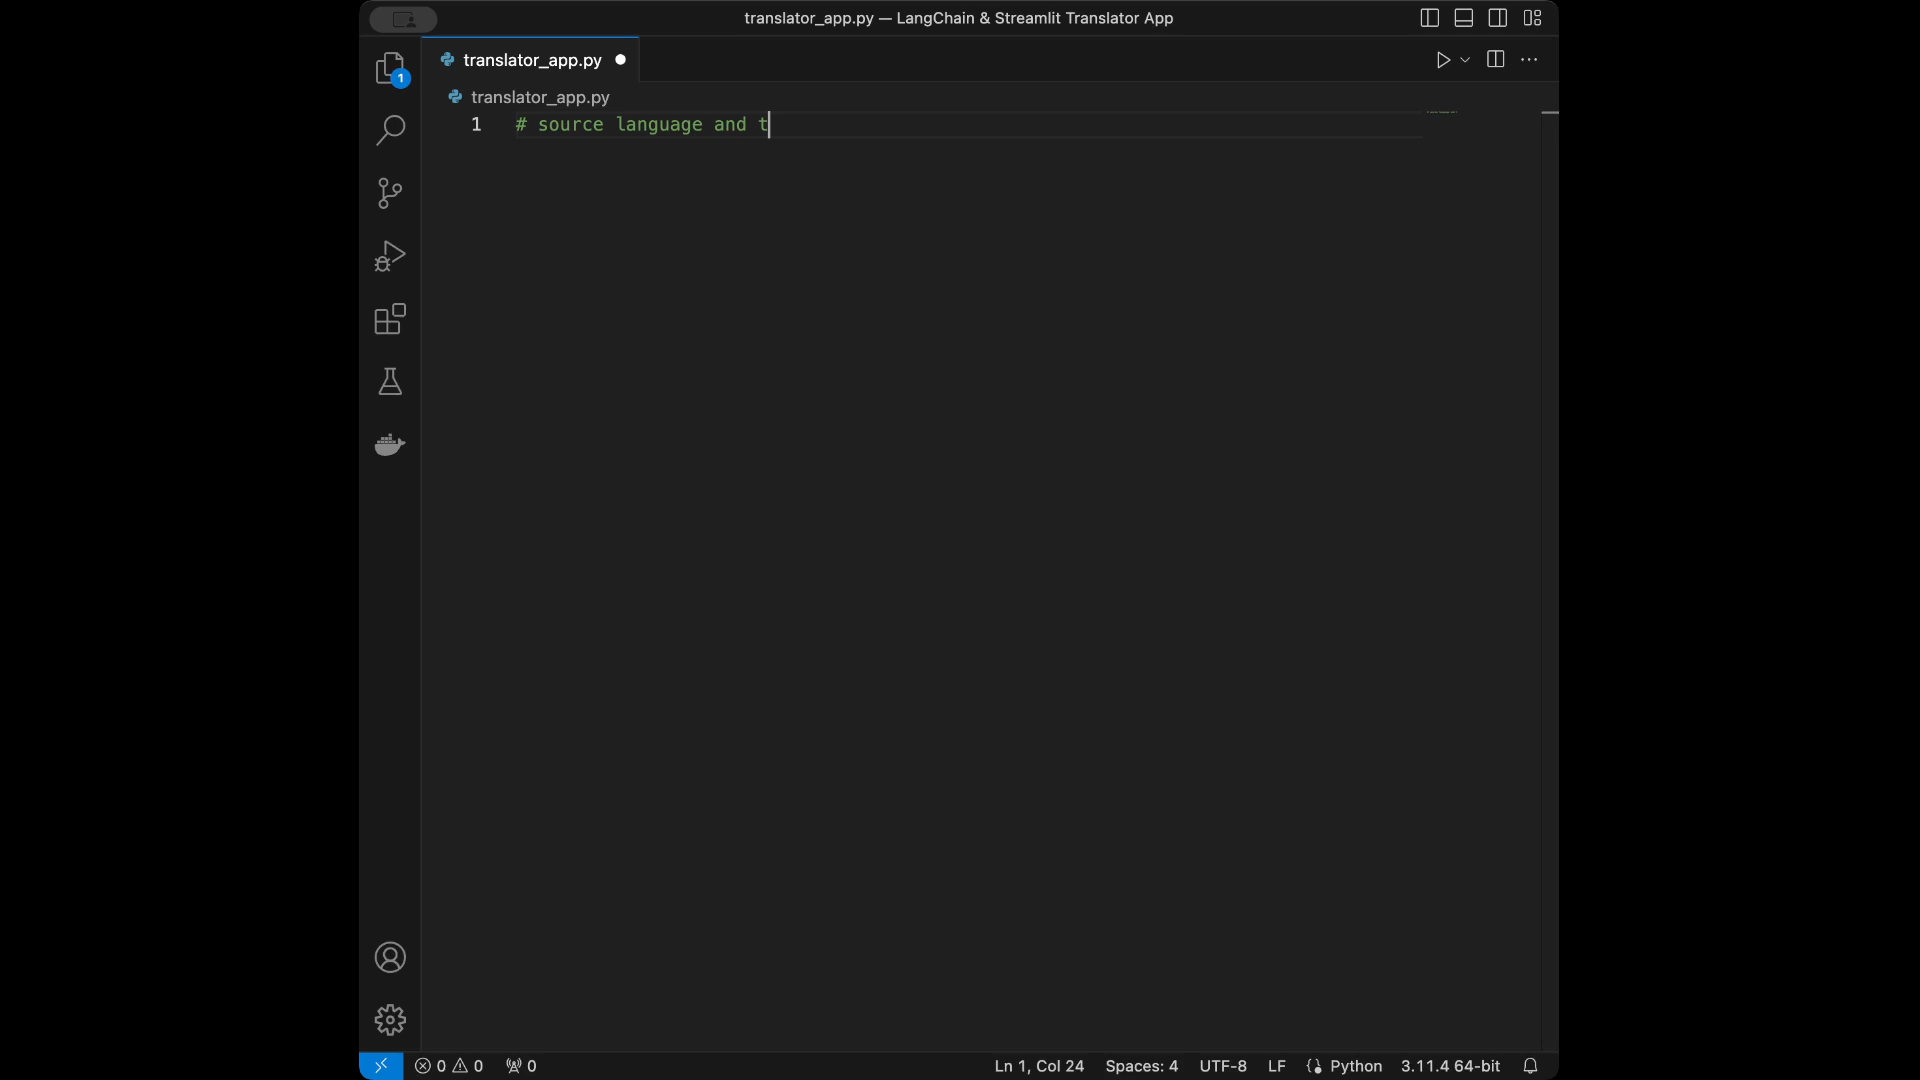 translator_app.py — LangChain & Streamlit Translator App
translator_app.py
1
translator_app.py
1 # source language and t
0 0 0
Ln 1, Col 24 Spaces: 4 UTF-8 LF Python 3.11.4 64-bit